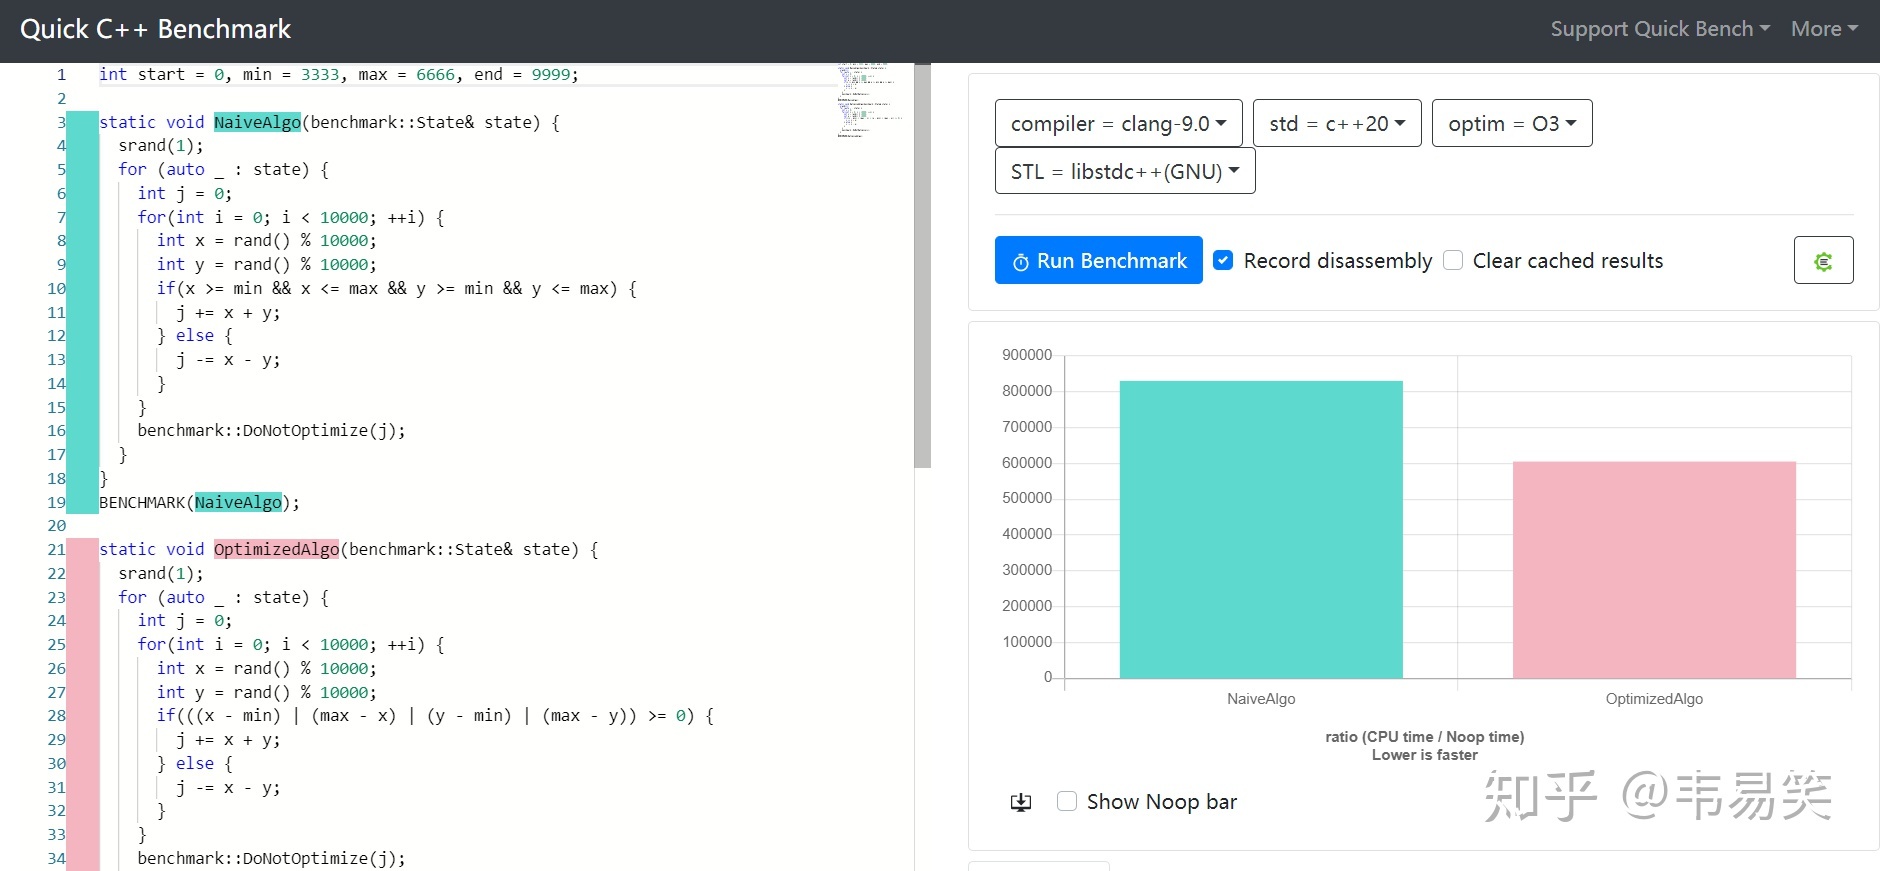 Quick C++ Benchmark
Support Quick Bench
More
1 int start = 0, min = 3333, max = 6666, end = 9999;
2
3 static void NaiveAlgo(benchmark::State& state) {
4 srand(1);
5 for (auto _ : state) {
6 int j = 0;
7 for(int i = 0; i < 10000; ++i) {
8 int x = rand() % 10000;
9 int y = rand() % 10000;
10 if(x >= min && x <= max && y >= min && y <= max) {
11 j += x + y;
12 } else {
13 j -= x - y;
14 }
15 }
16 benchmark::DoNotOptimize(j);
17 }
18 }
19 BENCHMARK(NaiveAlgo);
20
21 static void OptimizedAlgo(benchmark::State& state) {
22 srand(1);
23 for (auto _ : state) {
24 int j = 0;
25 for(int i = 0; i < 10000; ++i) {
26 int x = rand() % 10000;
27 int y = rand() % 10000;
28 if(((x - min) | (max - x) | (y - min) | (max - y)) >= 0) {
29 j += x + y;
30 } else {
31 j -= x - y;
32 }
33 }
34 benchmark::DoNotOptimize(j);
compiler = clang-9.0
std = c++20
optim = O3
STL = libstdc++(GNU)
Run Benchmark
Record disassembly
Clear cached results
900000
800000
700000
600000
500000
400000
300000
200000
100000
0
NaiveAlgo
OptimizedAlgo
ratio (CPU time / Noop time)
Lower is faster
Show Noop bar
知乎 @韦易笑